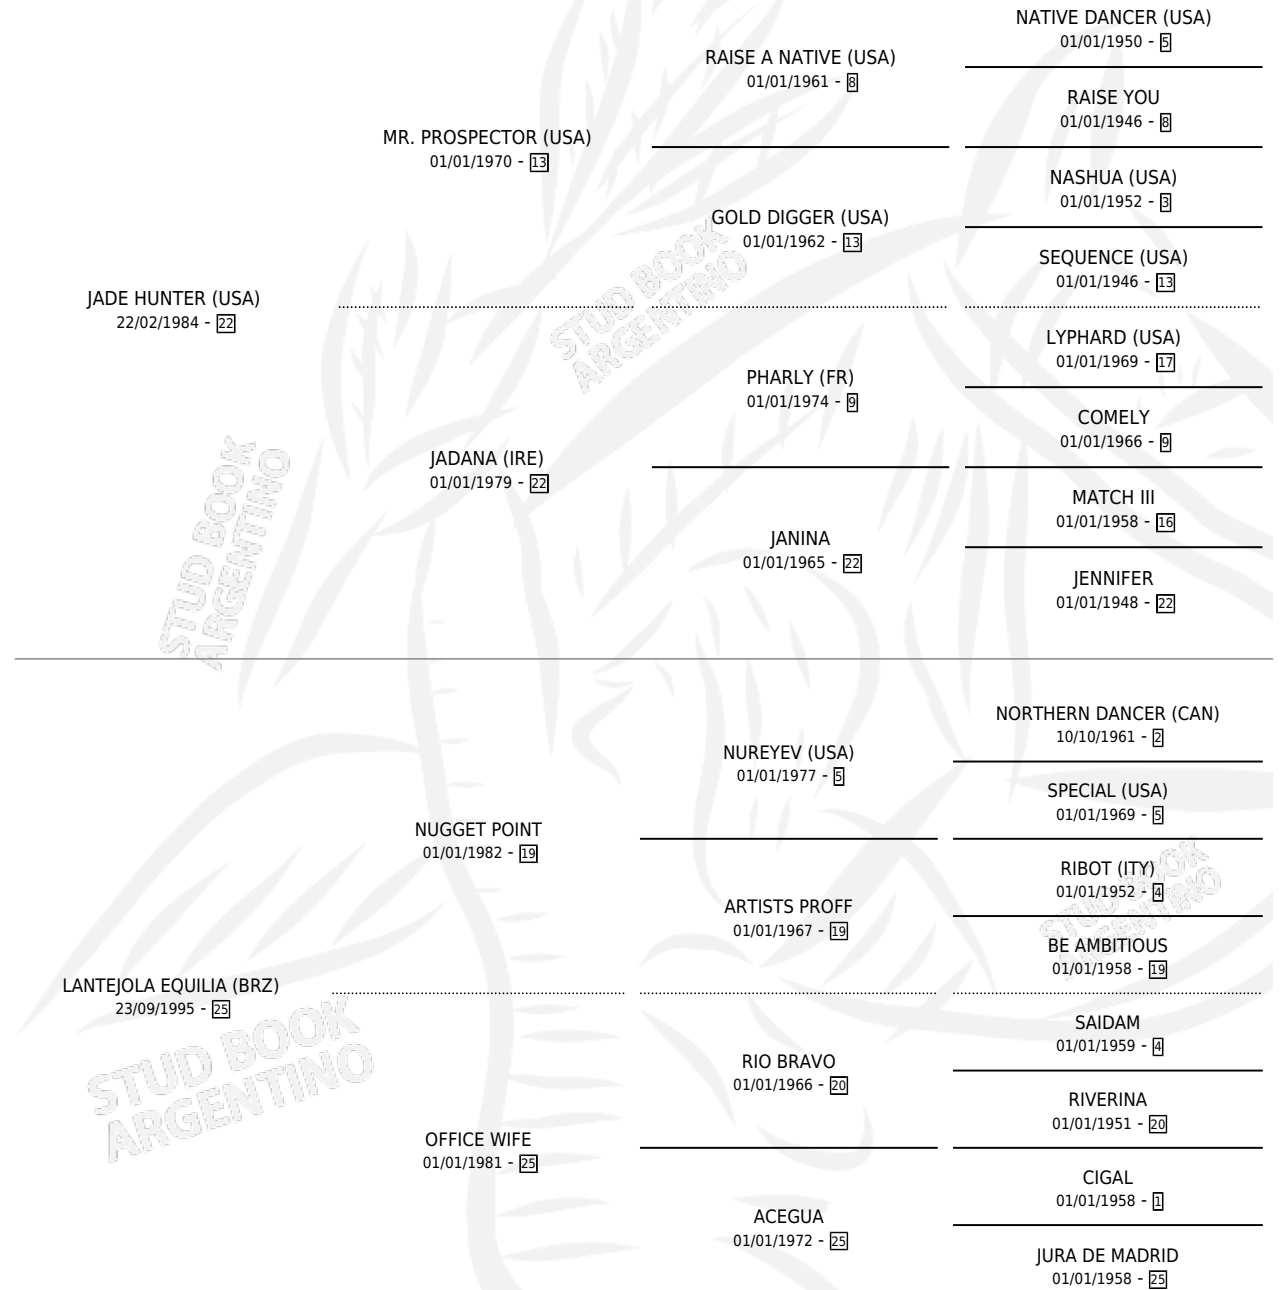 NATIVE DANCER (USA)
01/01/1950 - 5
RAISE A NATIVE (USA)
01/01/1961 - 8
RAISE YOU
01/01/1946 - 8
MR. PROSPECTOR (USA)
01/01/1970 - 13
NASHUA (USA)
01/01/1952 - 3
GOLD DIGGER (USA)
01/01/1962 - 13
SEQUENCE (USA)
01/01/1946 - 13
JADE HUNTER (USA)
22/02/1984 - 22
STUD BOOK
ARGENTINO
LYPHARD (USA)
01/01/1969 - 17
PHARLY (FR)
01/01/1974 - 9
COMELY
01/01/1966 - 9
JADANA (IRE)
01/01/1979 - 22
MATCH III
01/01/1958 - 16
JANINA
01/01/1965 - 22
JENNIFER
01/01/1948 - 22
STUD BOOK
ARGENTINO
NORTHERN DANCER (CAN)
10/10/1961 - 2
NUREYEV (USA)
01/01/1977 - 5
SPECIAL (USA)
01/01/1969 - 5
NUGGET POINT
01/01/1982 - 19
RIBOT (ITY)
01/01/1952 - 4
ARTISTS PROFF
01/01/1967 - 19
STUD BOOK
ARGENTINO
BE AMBITIOUS
01/01/1958 - 19
LANTEJOLA EQUILIA (BRZ)
23/09/1995 - 25
STUD BOOK
ARGENTINO
SAIDAM
01/01/1959 - 4
RIO BRAVO
01/01/1966 - 20
RIVERINA
01/01/1951 - 20
OFFICE WIFE
01/01/1981 - 25
CIGAL
01/01/1958 - 1
ACEGUA
01/01/1972 - 25
JURA DE MADRID
01/01/1958 - 25